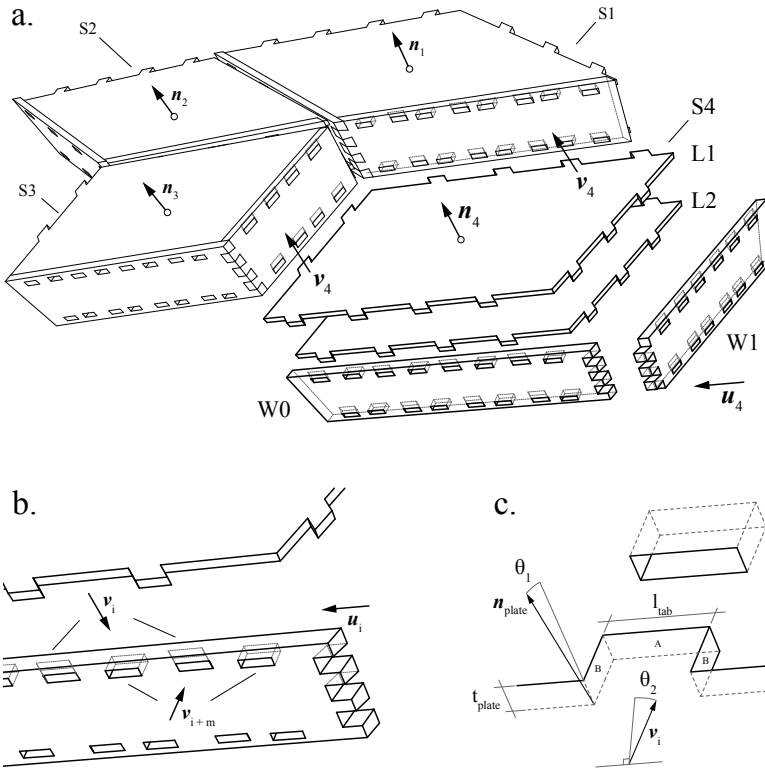 a.
S2
S1
n1
n2
S4
L1
S3
n3
v4
L2
n4
v4
W1
W0
u4
b.
c.
θ1
vi
ui
nplate
ltab
A
B
B
θ2
tplate
vi + m
vi